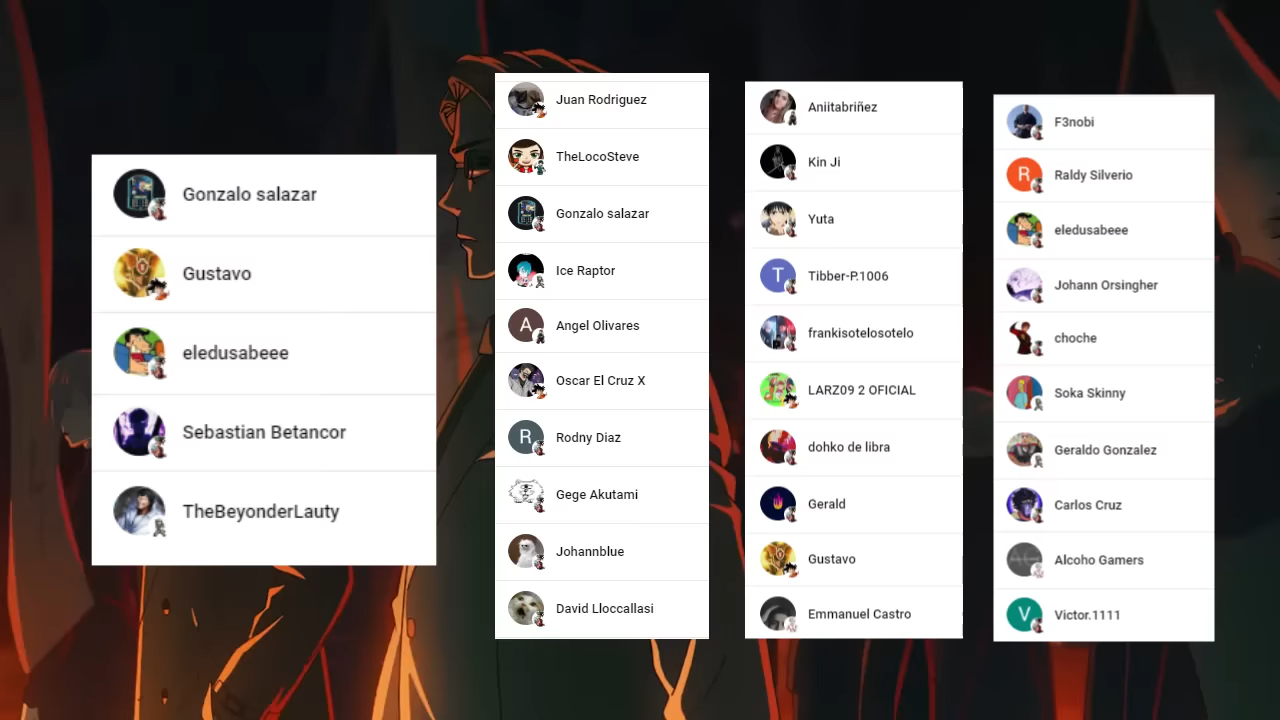 Gonzalo salazar
Gustavo
eledusabeee
Sebastian Betancor
TheBeyonderLauty
Juan Rodriguez
TheLocoSteve
Gonzalo salazar
Ice Raptor
A
Angel Olivares
Oscar El Cruz X
R
Rodny Diaz
Gege Akutami
Johannblue
David Lloccallasi
Aniitabriñez
Kin Ji
Yuta
T
Tibber-P.1006
frankisotelosotelo
LARZ09 2 OFICIAL
dohko de libra
Gerald
Gustavo
Emmanuel Castro
F3nobi
R
Raldy Silverio
eledusabeee
Johann Orsingher
choche
Soka Skinny
Geraldo Gonzalez
Carlos Cruz
Alcoho Gamers
V
Victor.1111